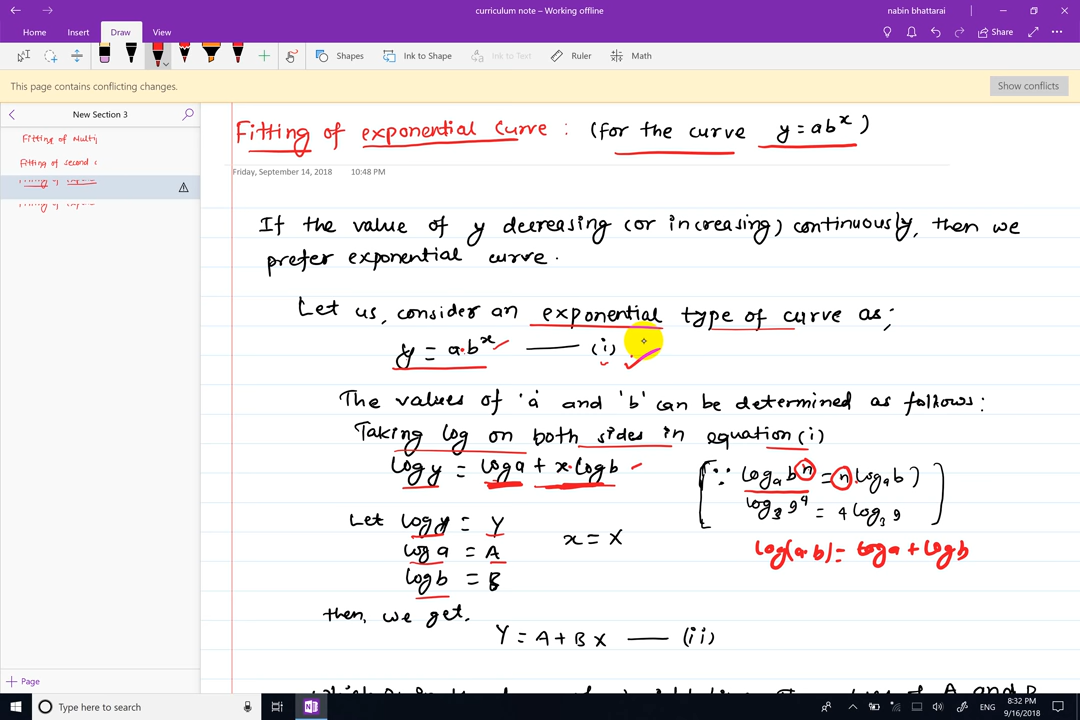 curriculum note – Working offline
nabin bhattarai
Home Insert Draw View
Share
Shapes Ink to Shape Ink to Text Ruler Math
This page contains conflicting changes.
Show conflicts
New Section 3
Fitting of Multip
Fitting of second c
Fitting of exponential Curve : (for the curve y = ab^x)
Friday, September 14, 2018 10:48 PM
If the value of y decreasing (or increasing) continuously, then we
prefer exponential curve.
Let us, consider an exponential type of curve as;
y = a.b^x —— (i)
The values of 'a' and 'b' can be determined as follows:
Taking log on both sides in equation (i)
logy = loga + x.logb
[∵ log_a b^n = n log_a b)
log_3 9^4 = 4 log_3 9]
Let logy = Y
loga = A
x = X
log(a.b) = loga + logb
logb = B
then, we get.
Y = A + BX —— (ii)
Page
Type here to search
ENG
8:32 PM
9/16/2018